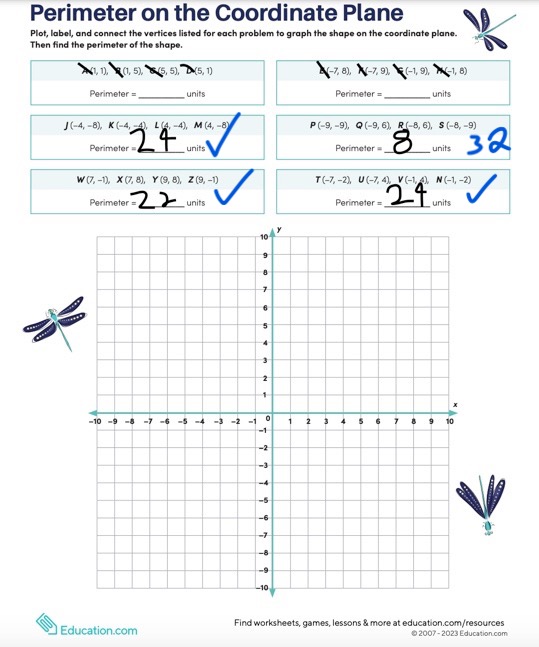 Perimeter on the Coordinate Plane
Plot, label, and connect the vertices listed for each problem to graph the shape on the coordinate plane.
Then find the perimeter of the shape.
A(1, 1), B(1, 5), C(5, 5), D(5, 1)
Perimeter = ________ units
E(–7, 8), F(–7, 9), G(–1, 9), H(–1, 8)
Perimeter = ________ units
J(–4, –8), K(–4, –4), L(4, –4), M(4, –8)
Perimeter = 24 units ✓
P(–9, –9), Q(–9, 6), R(–8, 6), S(–8, –9)
Perimeter = 8 units 32
W(7, –1), X(7, 8), Y(9, 8), Z(9, –1)
Perimeter = 22 units ✓
T(–7, –2), U(–7, 4), V(–1, 4), N(–1, –2)
Perimeter = 24 units ✓
y
10
9
8
7
6
5
4
3
2
1
x
–10 –9 –8 –7 –6 –5 –4 –3 –2 –1 0 1 2 3 4 5 6 7 8 9 10
–1
–2
–3
–4
–5
–6
–7
–8
–9
–10
Education.com
Find worksheets, games, lessons & more at education.com/resources
© 2007 - 2023 Education.com